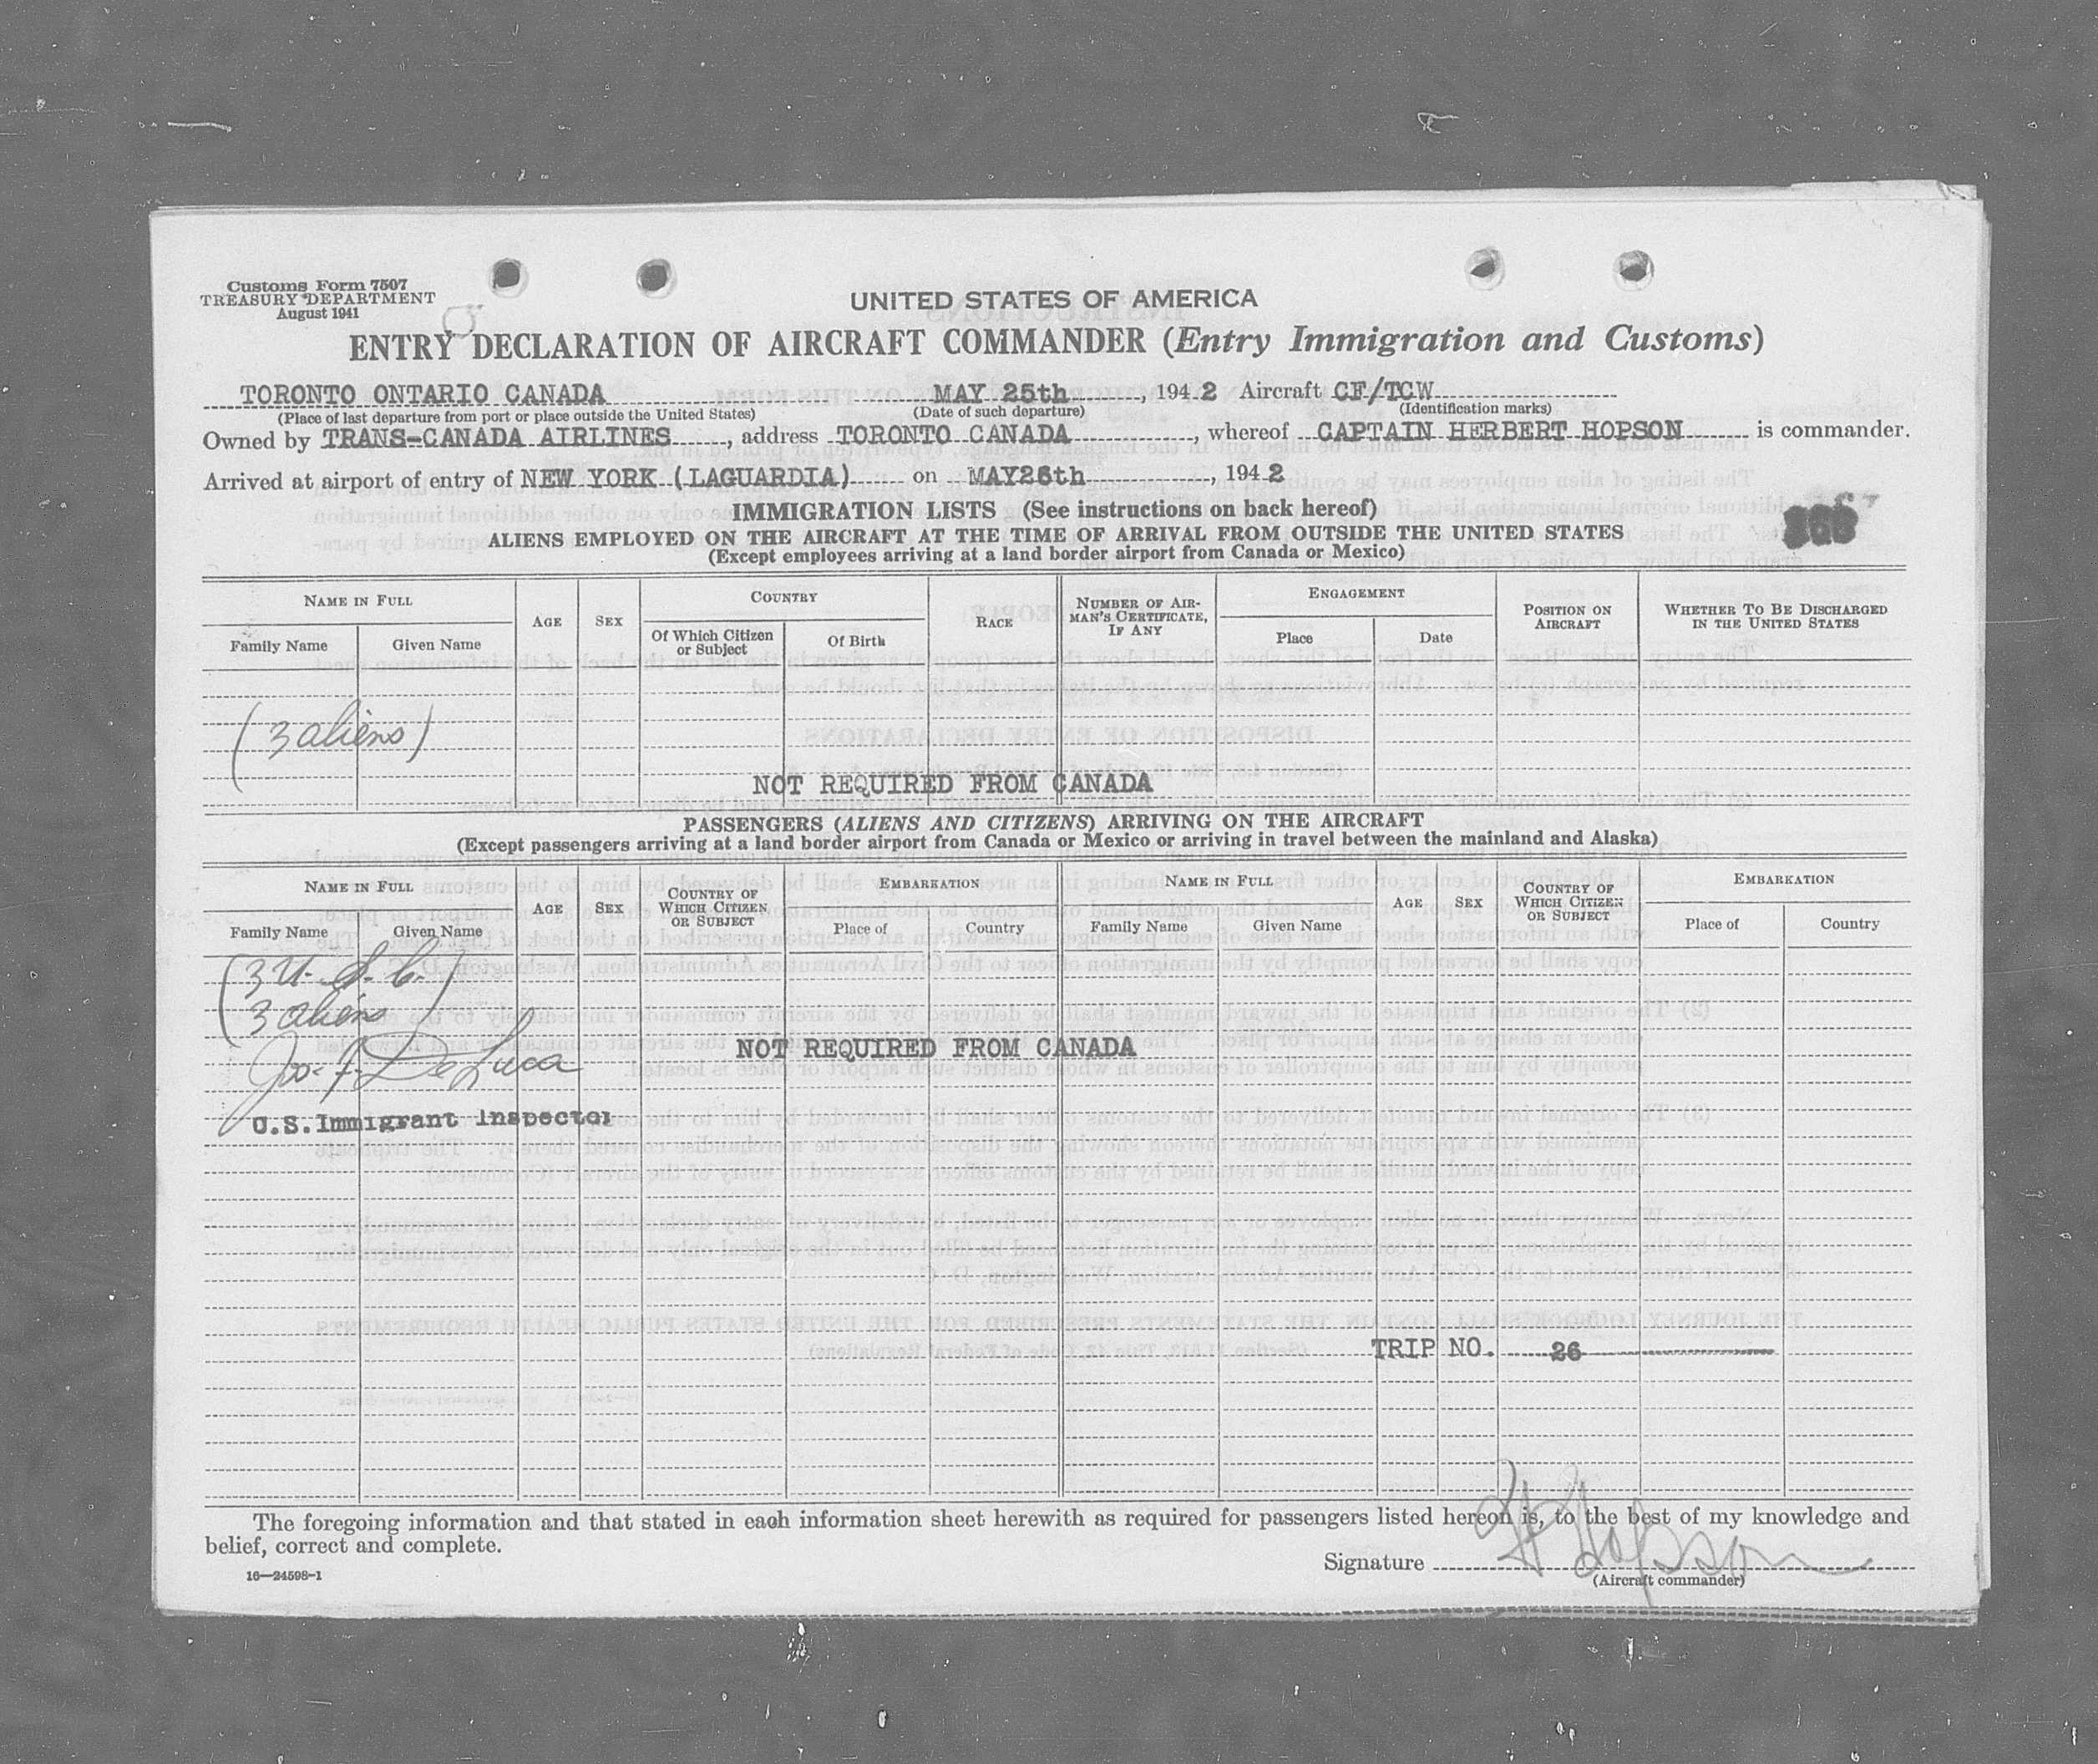 Customs Form 7507
TREASURY DEPARTMENT
August 1941
UNITED STATES OF AMERICA
ENTRY DECLARATION OF AIRCRAFT COMMANDER (Entry Immigration and Customs)
TORONTO ONTARIO CANADA MAY 25th, 1942 Aircraft CF/TCW
(Place of last departure from port or place outside the United States) (Date of such departure) (Identification marks)
Owned by TRANS-CANADA AIRLINES, address TORONTO CANADA, whereof CAPTAIN HERBERT HOPSON is commander.
Arrived at airport of entry of NEW YORK (LAGUARDIA) on MAY26th, 1942
IMMIGRATION LISTS (See instructions on back hereof)
ALIENS EMPLOYED ON THE AIRCRAFT AT THE TIME OF ARRIVAL FROM OUTSIDE THE UNITED STATES
(Except employees arriving at a land border airport from Canada or Mexico)
NAME IN FULL AGE SEX COUNTRY RACE NUMBER OF AIRMAN'S CERTIFICATE, IF ANY ENGAGEMENT POSITION ON AIRCRAFT WHETHER TO BE DISCHARGED IN THE UNITED STATES
Family Name Given Name Of Which Citizen or Subject Of Birth Place Date
(3 aliens)
NOT REQUIRED FROM CANADA
PASSENGERS (ALIENS AND CITIZENS) ARRIVING ON THE AIRCRAFT
(Except passengers arriving at a land border airport from Canada or Mexico or arriving in travel between the mainland and Alaska)
NAME IN FULL AGE SEX COUNTRY OF WHICH CITIZEN OR SUBJECT EMBARKATION NAME IN FULL AGE SEX COUNTRY OF WHICH CITIZEN OR SUBJECT EMBARKATION
Family Name Given Name Place of Country Family Name Given Name Place of Country
(3 U. S. C.)
(3 aliens)
Jos. F. DeLuca
NOT REQUIRED FROM CANADA
U.S. Immigrant Inspector
TRIP NO. 26
The foregoing information and that stated in each information sheet herewith as required for passengers listed hereon is, to the best of my knowledge and
belief, correct and complete.
Signature H Hopson
(Aircraft commander)
16—24598-1